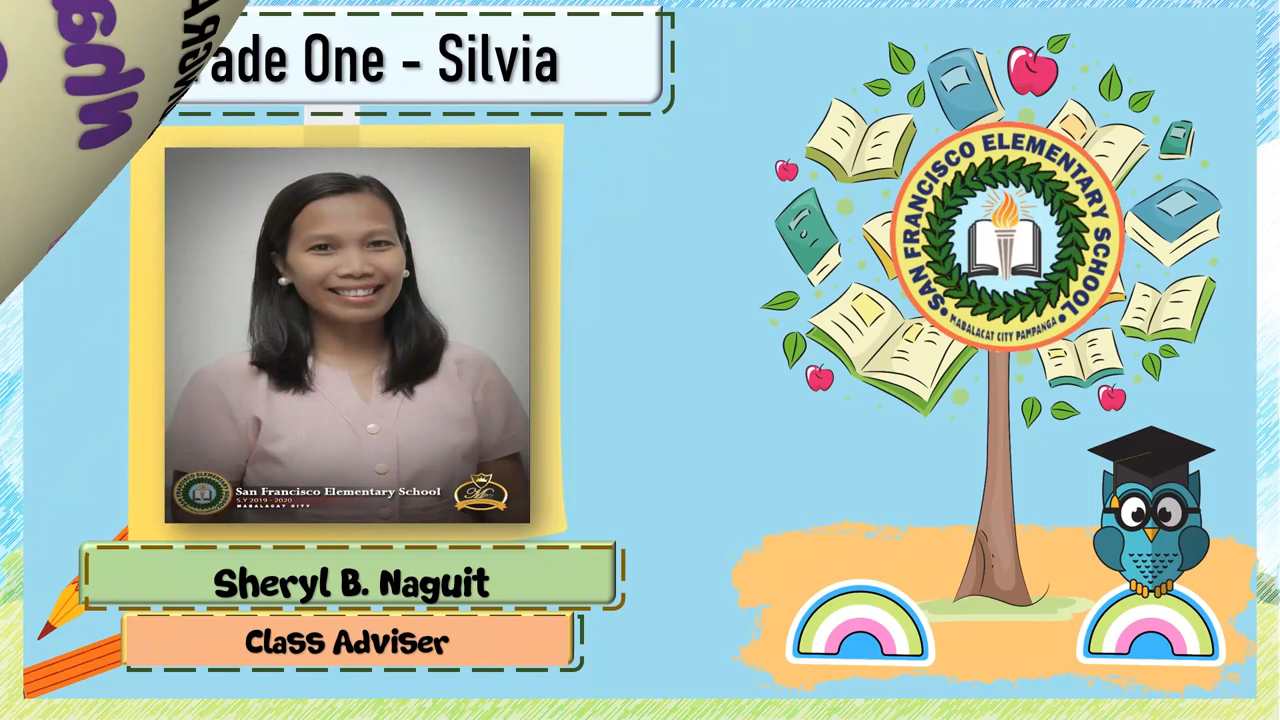 ade One - Silvia
SAN FRANCISCO ELEMENTARY SCHOOL
MABALACAT CITY PAMPANGA
San Francisco Elementary School
S.Y 2019 - 2020
MABALACAT CITY
Sheryl B. Naguit
Class Adviser